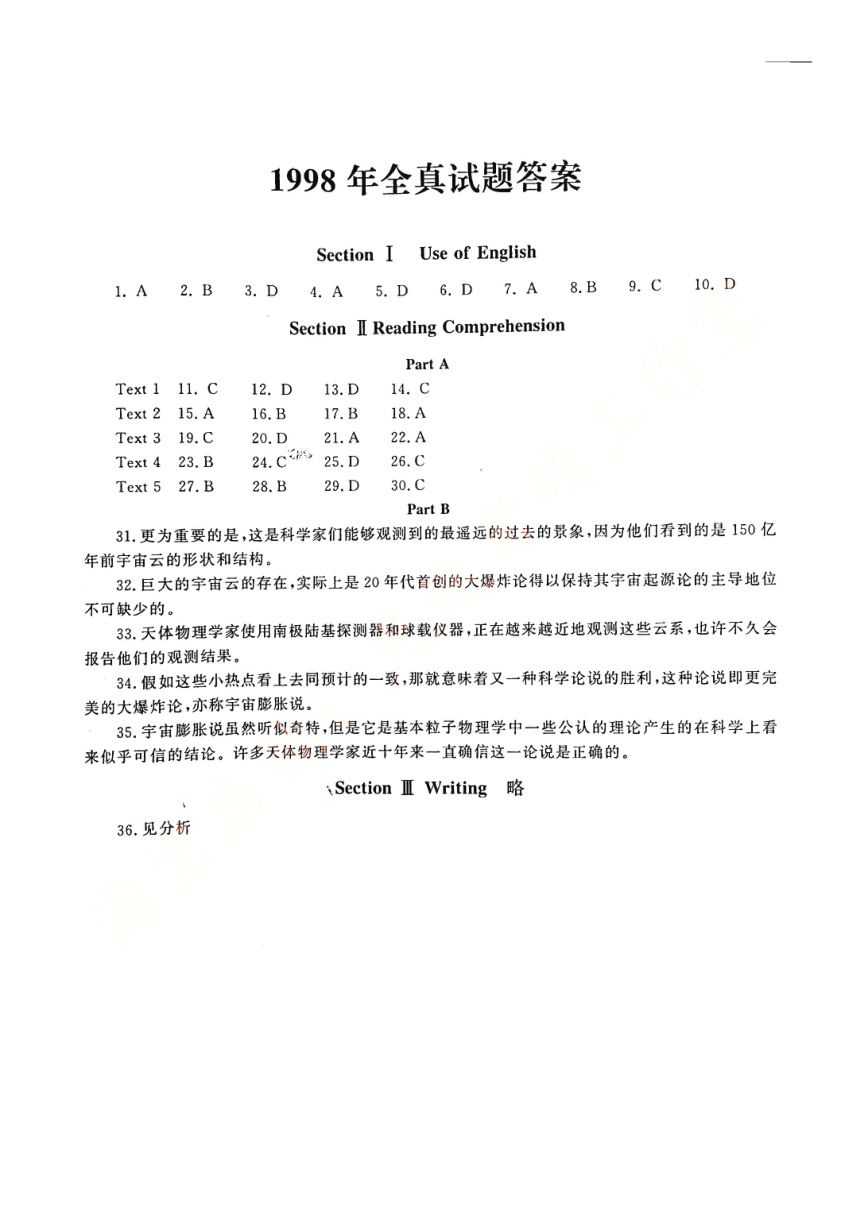 1998 年全真试题答案
Section Ⅰ Use of English
1. A 2. B 3. D 4. A 5. D 6. D 7. A 8. B 9. C 10. D
Section Ⅱ Reading Comprehension
Part A
Text 1 11. C 12. D 13. D 14. C
Text 2 15. A 16. B 17. B 18. A
Text 3 19. C 20. D 21. A 22. A
Text 4 23. B 24. C 25. D 26. C
Text 5 27. B 28. B 29. D 30. C
Part B
31. 更为重要的是,这是科学家们能够观测到的最遥远的过去的景象,因为他们看到的是 150 亿
年前宇宙云的形状和结构。
32. 巨大的宇宙云的存在,实际上是 20 年代首创的大爆炸论得以保持其宇宙起源论的主导地位
不可缺少的。
33. 天体物理学家使用南极陆基探测器和球载仪器,正在越来越近地观测这些云系,也许不久会
报告他们的观测结果。
34. 假如这些小热点看上去同预计的一致,那就意味着又一种科学论说的胜利,这种论说即更完
美的大爆炸论,亦称宇宙膨胀说。
35. 宇宙膨胀说虽然听似奇特,但是它是基本粒子物理学中一些公认的理论产生的在科学上看
来似乎可信的结论。许多天体物理学家近十年来一直确信这一论说是正确的。
Section Ⅲ Writing 略
36. 见分析